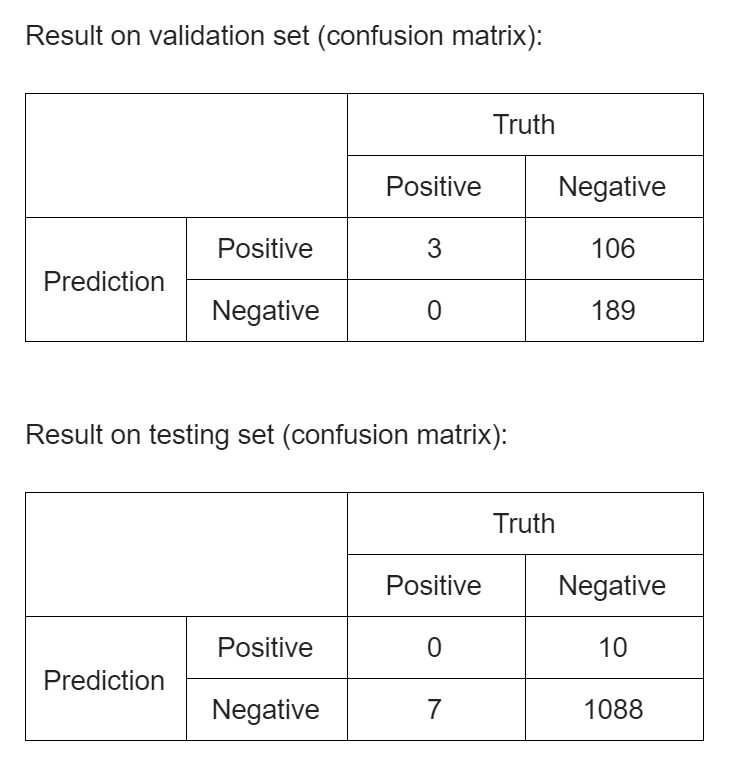 Result on validation set (confusion matrix):
Truth
Positive Negative
Positive 3 106
Prediction
Negative 0 189
Result on testing set (confusion matrix):
Truth
Positive Negative
Positive 0 10
Prediction
Negative 7 1088